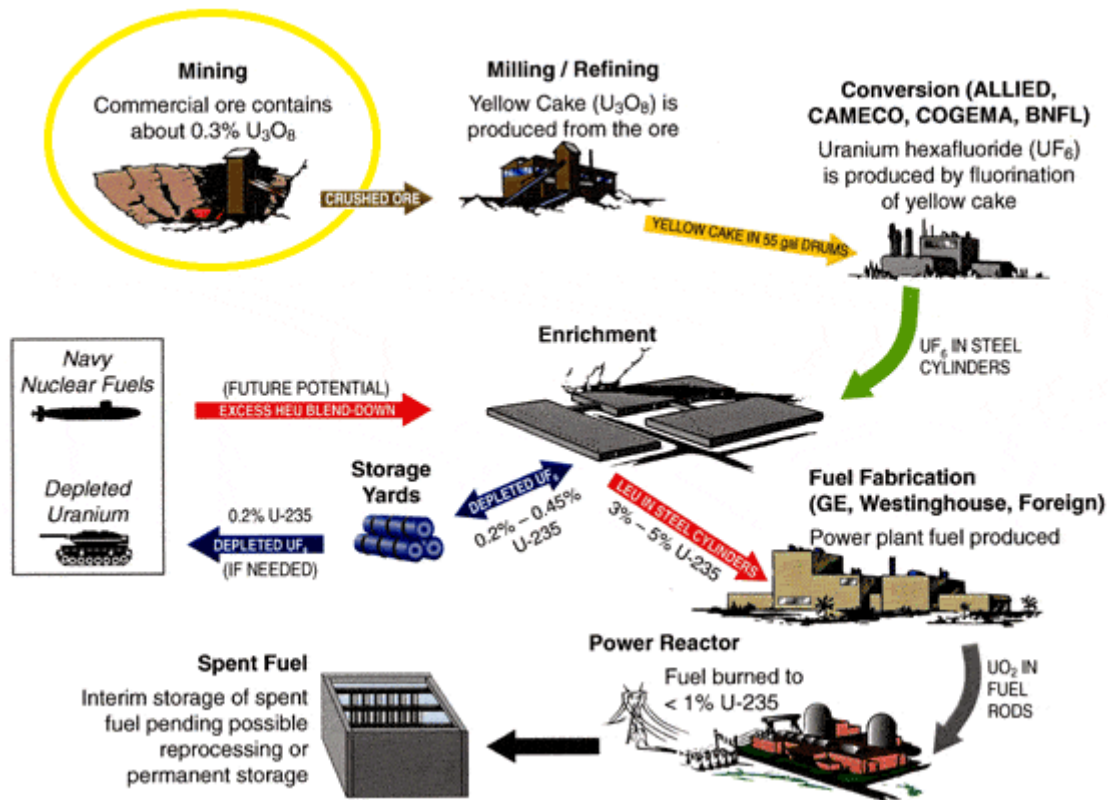 Mining
Commercial ore contains
about 0.3% U₃O₈
CRUSHED ORE
Milling / Refining
Yellow Cake (U₃O₈) is
produced from the ore
YELLOW CAKE IN 55 gal DRUMS
Conversion (ALLIED,
CAMECO, COGEMA, BNFL)
Uranium hexafluoride (UF₆)
is produced by fluorination
of yellow cake
UF₆ IN STEEL
CYLINDERS
Enrichment
Navy
Nuclear Fuels
(FUTURE POTENTIAL)
EXCESS HEU BLEND-DOWN
Depleted
Uranium
0.2% U-235
DEPLETED UF₆
(IF NEEDED)
Storage
Yards
DEPLETED UF₆
0.2% – 0.45%
U-235
LEU IN STEEL CYLINDERS
3% – 5% U-235
Fuel Fabrication
(GE, Westinghouse, Foreign)
Power plant fuel produced
UO₂ IN
FUEL
RODS
Power Reactor
Fuel burned to
< 1% U-235
Spent Fuel
Interim storage of spent
fuel pending possible
reprocessing or
permanent storage